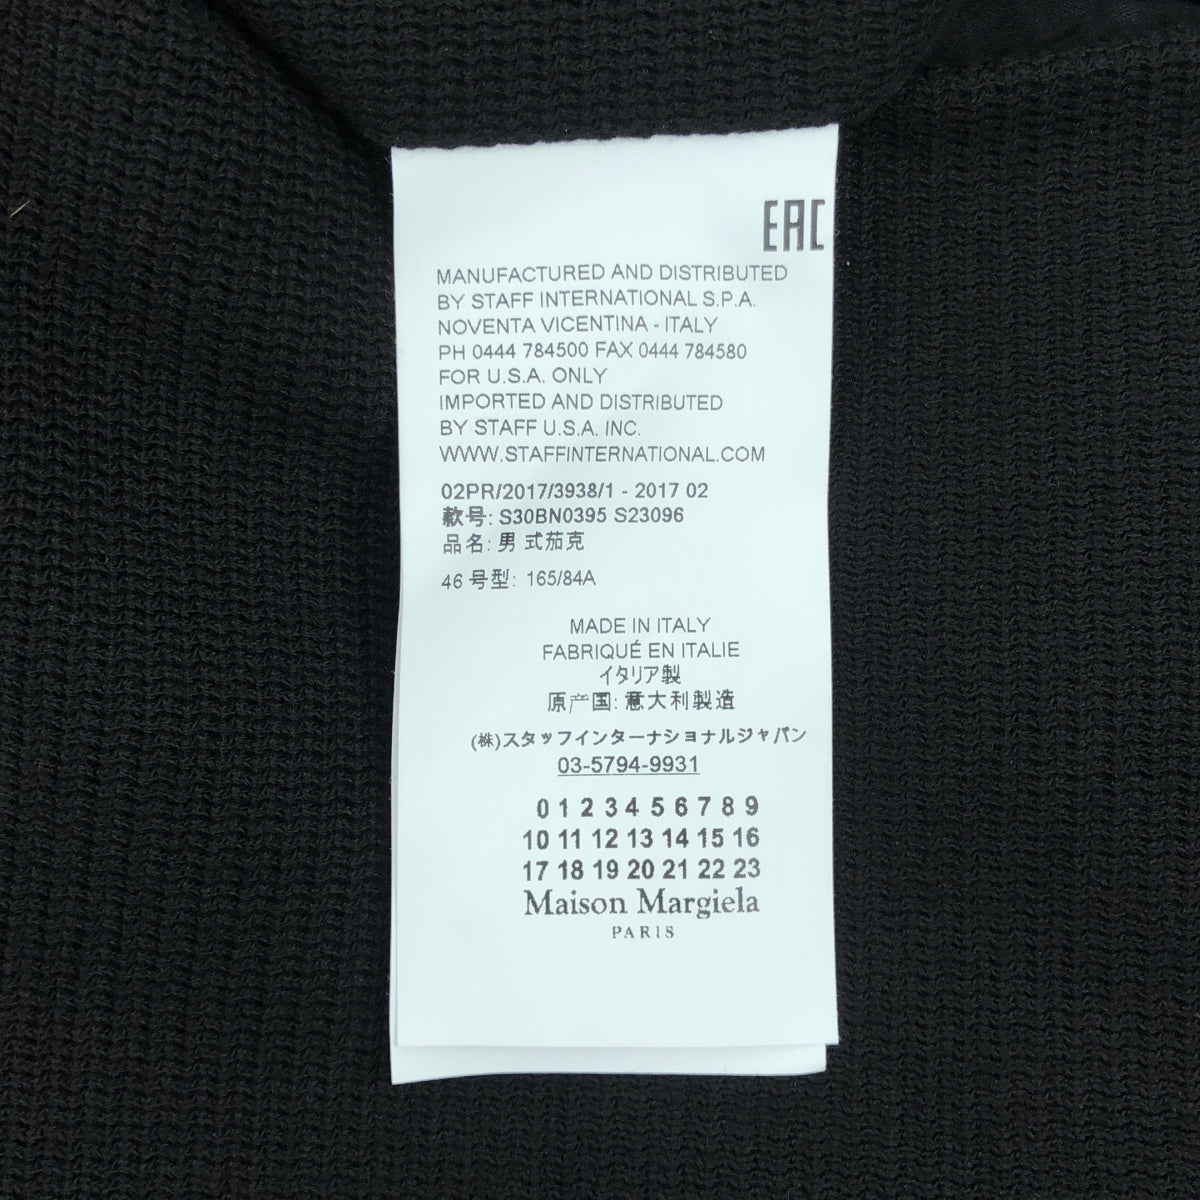 EAC
MANUFACTURED AND DISTRIBUTED
BY STAFF INTERNATIONAL S.P.A.
NOVENTA VICENTINA - ITALY
PH 0444 784500 FAX 0444 784580
FOR U.S.A. ONLY
IMPORTED AND DISTRIBUTED
BY STAFF U.S.A. INC.
WWW.STAFFINTERNATIONAL.COM
02PR/2017/3938/1 - 2017 02
款号: S30BN0395 S23096
品名: 男 式茄克
46 号型: 165/84A
MADE IN ITALY
FABRIQUÉ EN ITALIE
イタリア製
原产国: 意大利製造
(株)スタッフインターナショナルジャパン
03-5794-9931
0 1 2 3 4 5 6 7 8 9
10 11 12 13 14 15 16
17 18 19 20 21 22 23
Maison Margiela
PARIS